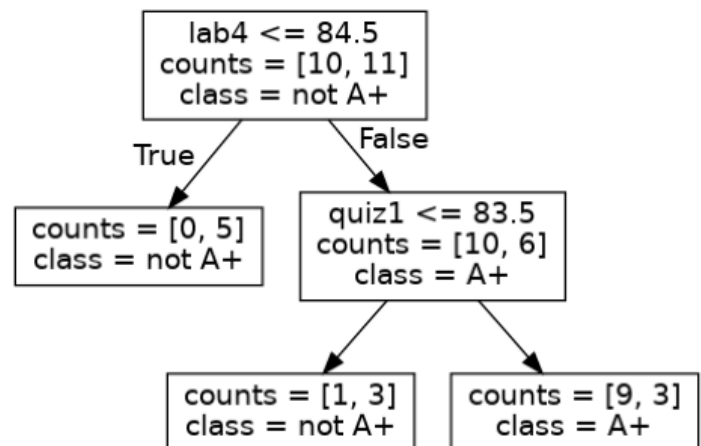 lab4 <= 84.5
counts = [10, 11]
class = not A+
True
False
counts = [0, 5]
class = not A+
quiz1 <= 83.5
counts = [10, 6]
class = A+
counts = [1, 3]
class = not A+
counts = [9, 3]
class = A+